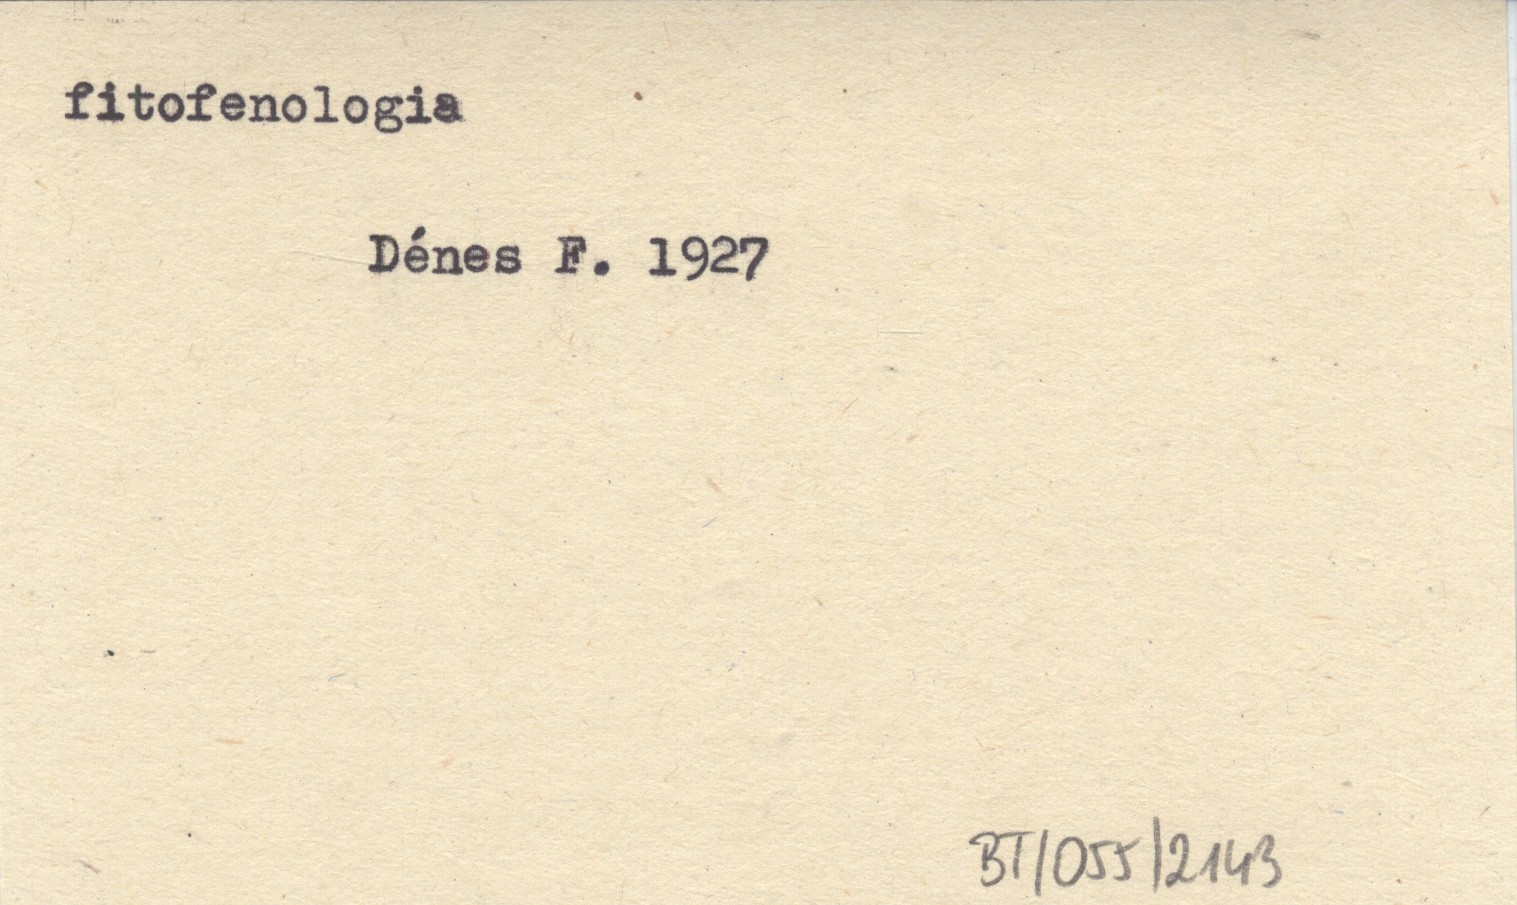 fitofenologia
Dénes F. 1927
BT/055/2143